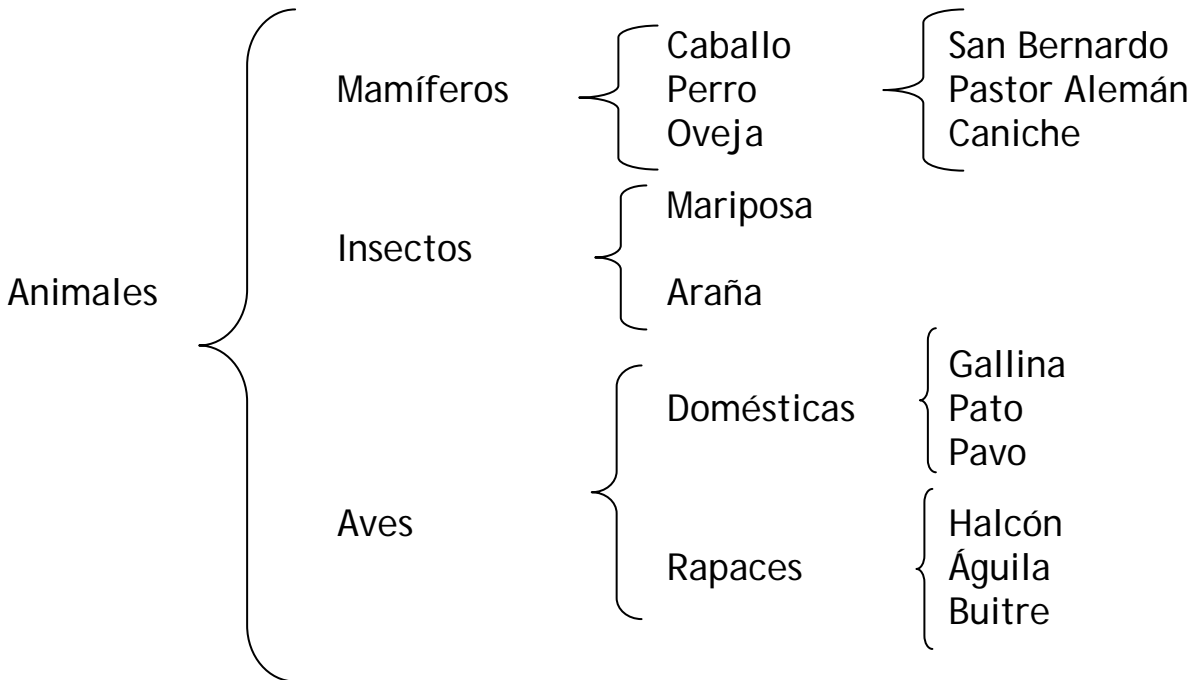 Animales
Mamíferos
Caballo
Perro
Oveja
San Bernardo
Pastor Alemán
Caniche
Insectos
Mariposa
Araña
Aves
Domésticas
Gallina
Pato
Pavo
Rapaces
Halcón
Águila
Buitre